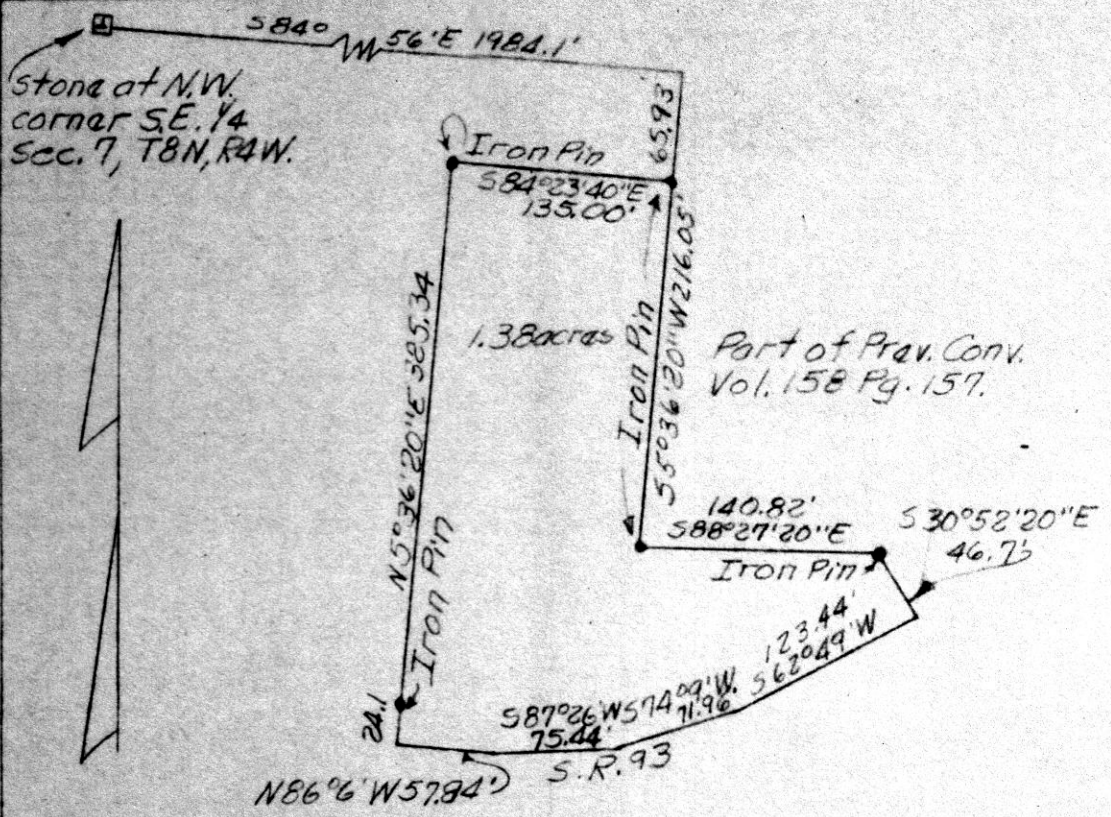 S84° 56'E 1984.1'
stone at N.W.
corner S.E. 1/4
Sec. 7, T8N, R4W.
65.93'
Iron Pin
S84°23'40"E
135.00'
N5°36'20"E 385.34
Iron Pin
1.38acres
Iron Pin
S5°36'20"W 216.05'
Part of Prev. Conv.
Vol. 158 Pg. 157.
140.82'
S88°27'20"E
Iron Pin
S30°52'20"E
46.73
123.44'
S62°49'W
S74°09'W.
71.96
S87°26'W
75.44'
S.R. 93
24.1
N86°6'W 57.84'